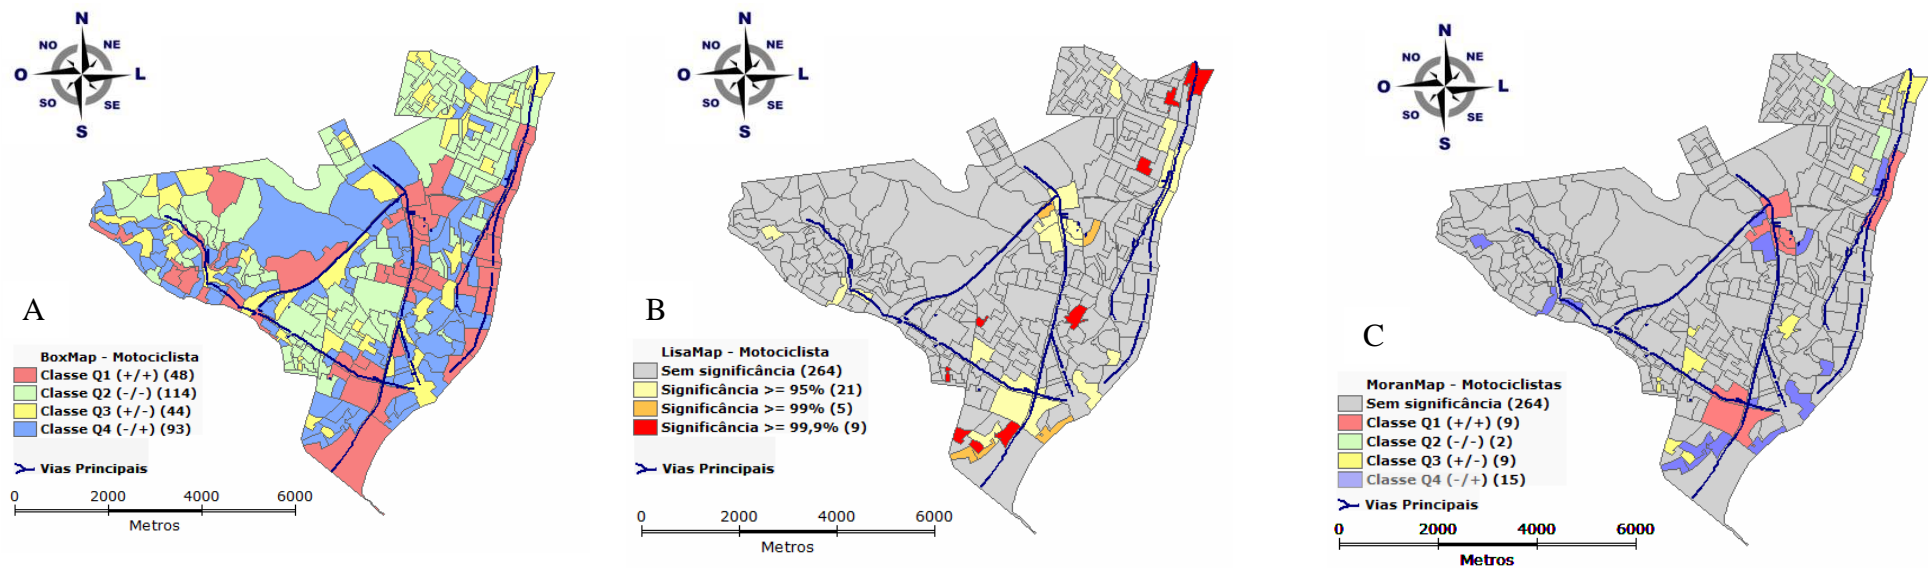 N
NO NE
O L
SO SE
S
A
BoxMap - Motociclista
Classe Q1 (+/+) (48)
Classe Q2 (-/-) (114)
Classe Q3 (+/-) (44)
Classe Q4 (-/+) (93)
Vias Principais
0 2000 4000 6000
Metros
N
NO NE
O L
SO SE
S
B
LisaMap - Motociclista
Sem significância (264)
Significância >= 95% (21)
Significância >= 99% (5)
Significância >= 99,9% (9)
Vias Principais
0 2000 4000 6000
Metros
N
NO NE
O L
SO SE
S
C
MoranMap - Motociclistas
Sem significância (264)
Classe Q1 (+/+) (9)
Classe Q2 (-/-) (2)
Classe Q3 (+/-) (9)
Classe Q4 (-/+) (15)
Vias Principais
0 2000 4000 6000
Metros